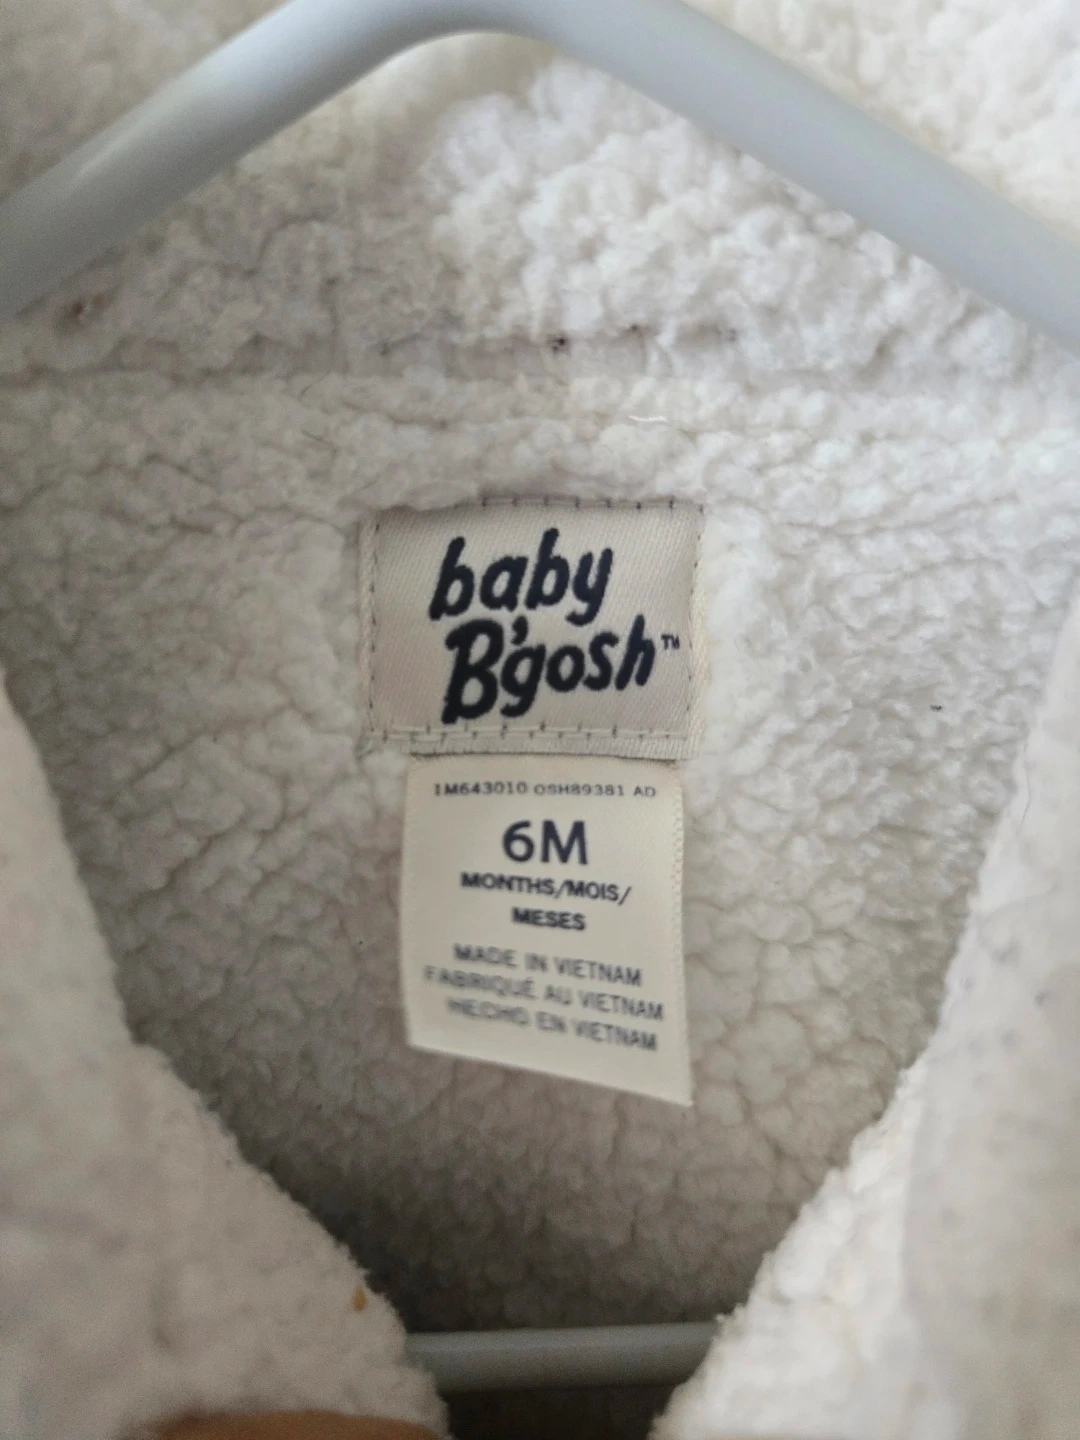 baby
B'gosh™
1M643010 OSH89381 AD
6M
MONTHS/MOIS/
MESES
MADE IN VIETNAM
FABRIQUÉ AU VIETNAM
HECHO EN VIETNAM